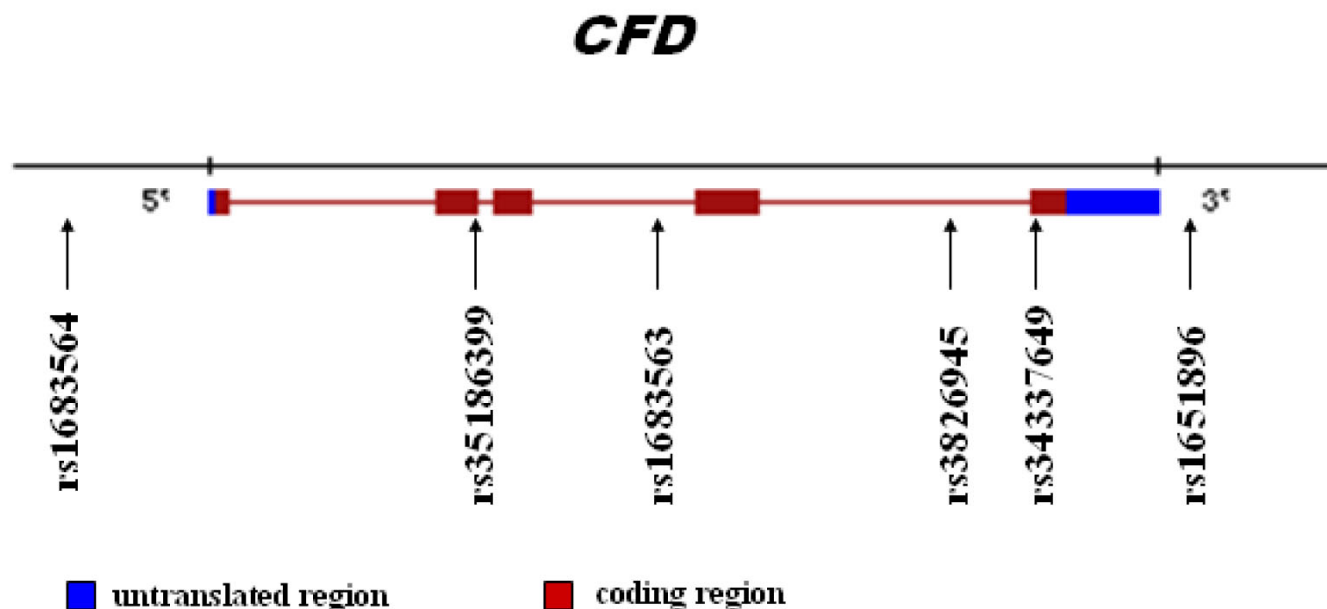 CFD
5'
3'
rs1683564
rs35186399
rs1683563
rs3826945
rs34337649
rs1651896
untranslated region
coding region